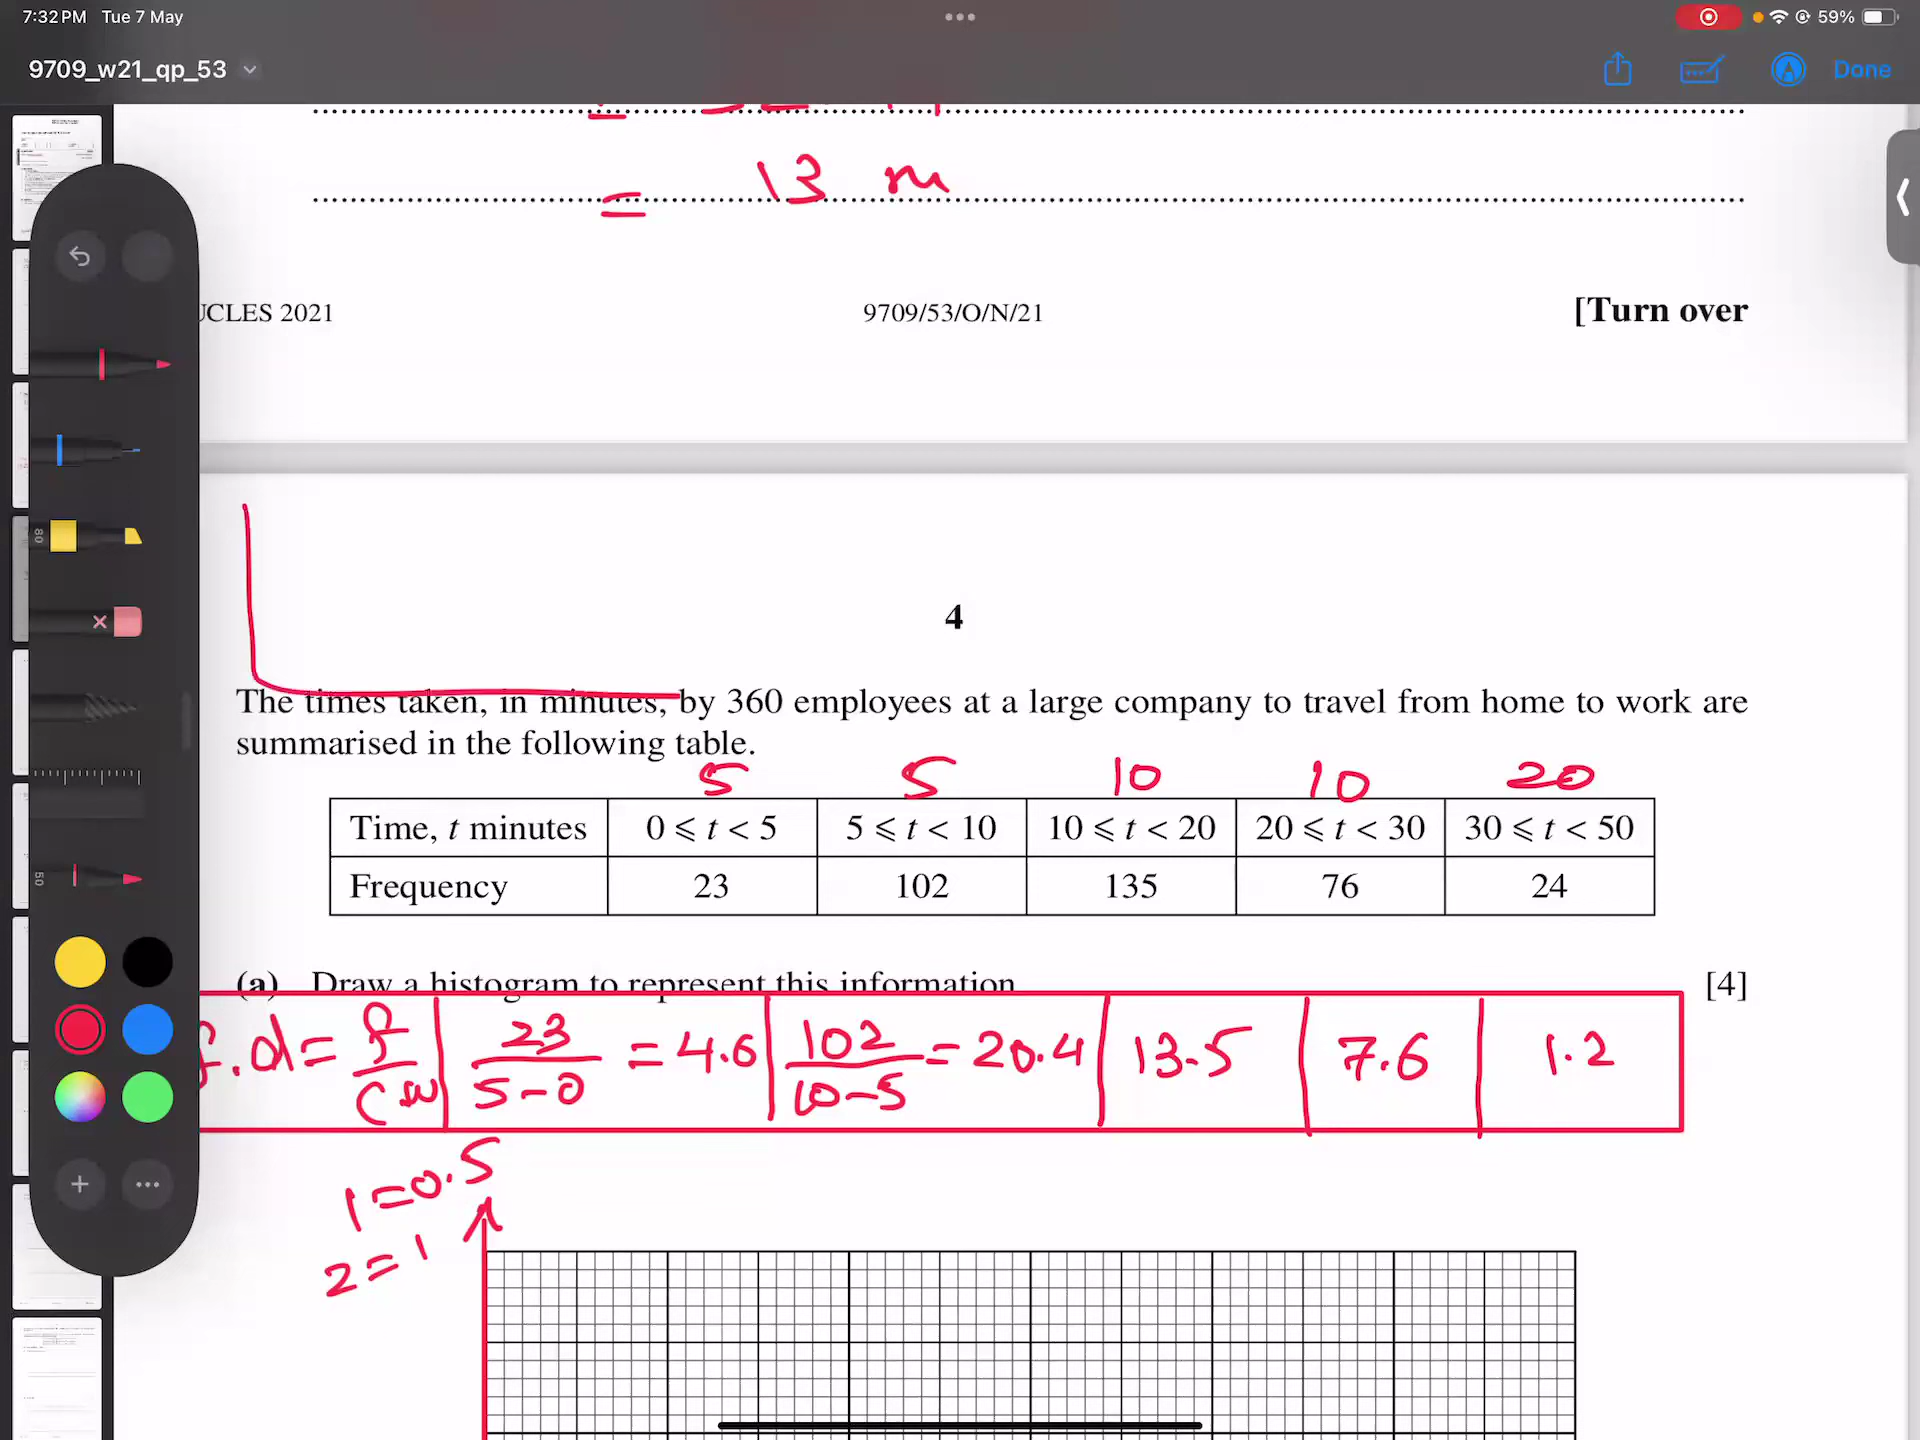 7:32 PM Tue 7 May
59%
9709_w21_qp_53
Done
= 13 m
UCLES 2021
9709/53/O/N/21
[Turn over
4
The times taken, in minutes, by 360 employees at a large company to travel from home to work are
summarised in the following table.
5 5 10 10 20
Time, t minutes 0 ⩽ t < 5 5 ⩽ t < 10 10 ⩽ t < 20 20 ⩽ t < 30 30 ⩽ t < 50
Frequency 23 102 135 76 24
(a) Draw a histogram to represent this information [4]
f.d = f/cw 23/5-0 = 4.6 102/10-5 = 20.4 13.5 7.6 1.2
1=0.5
2=1
80
50